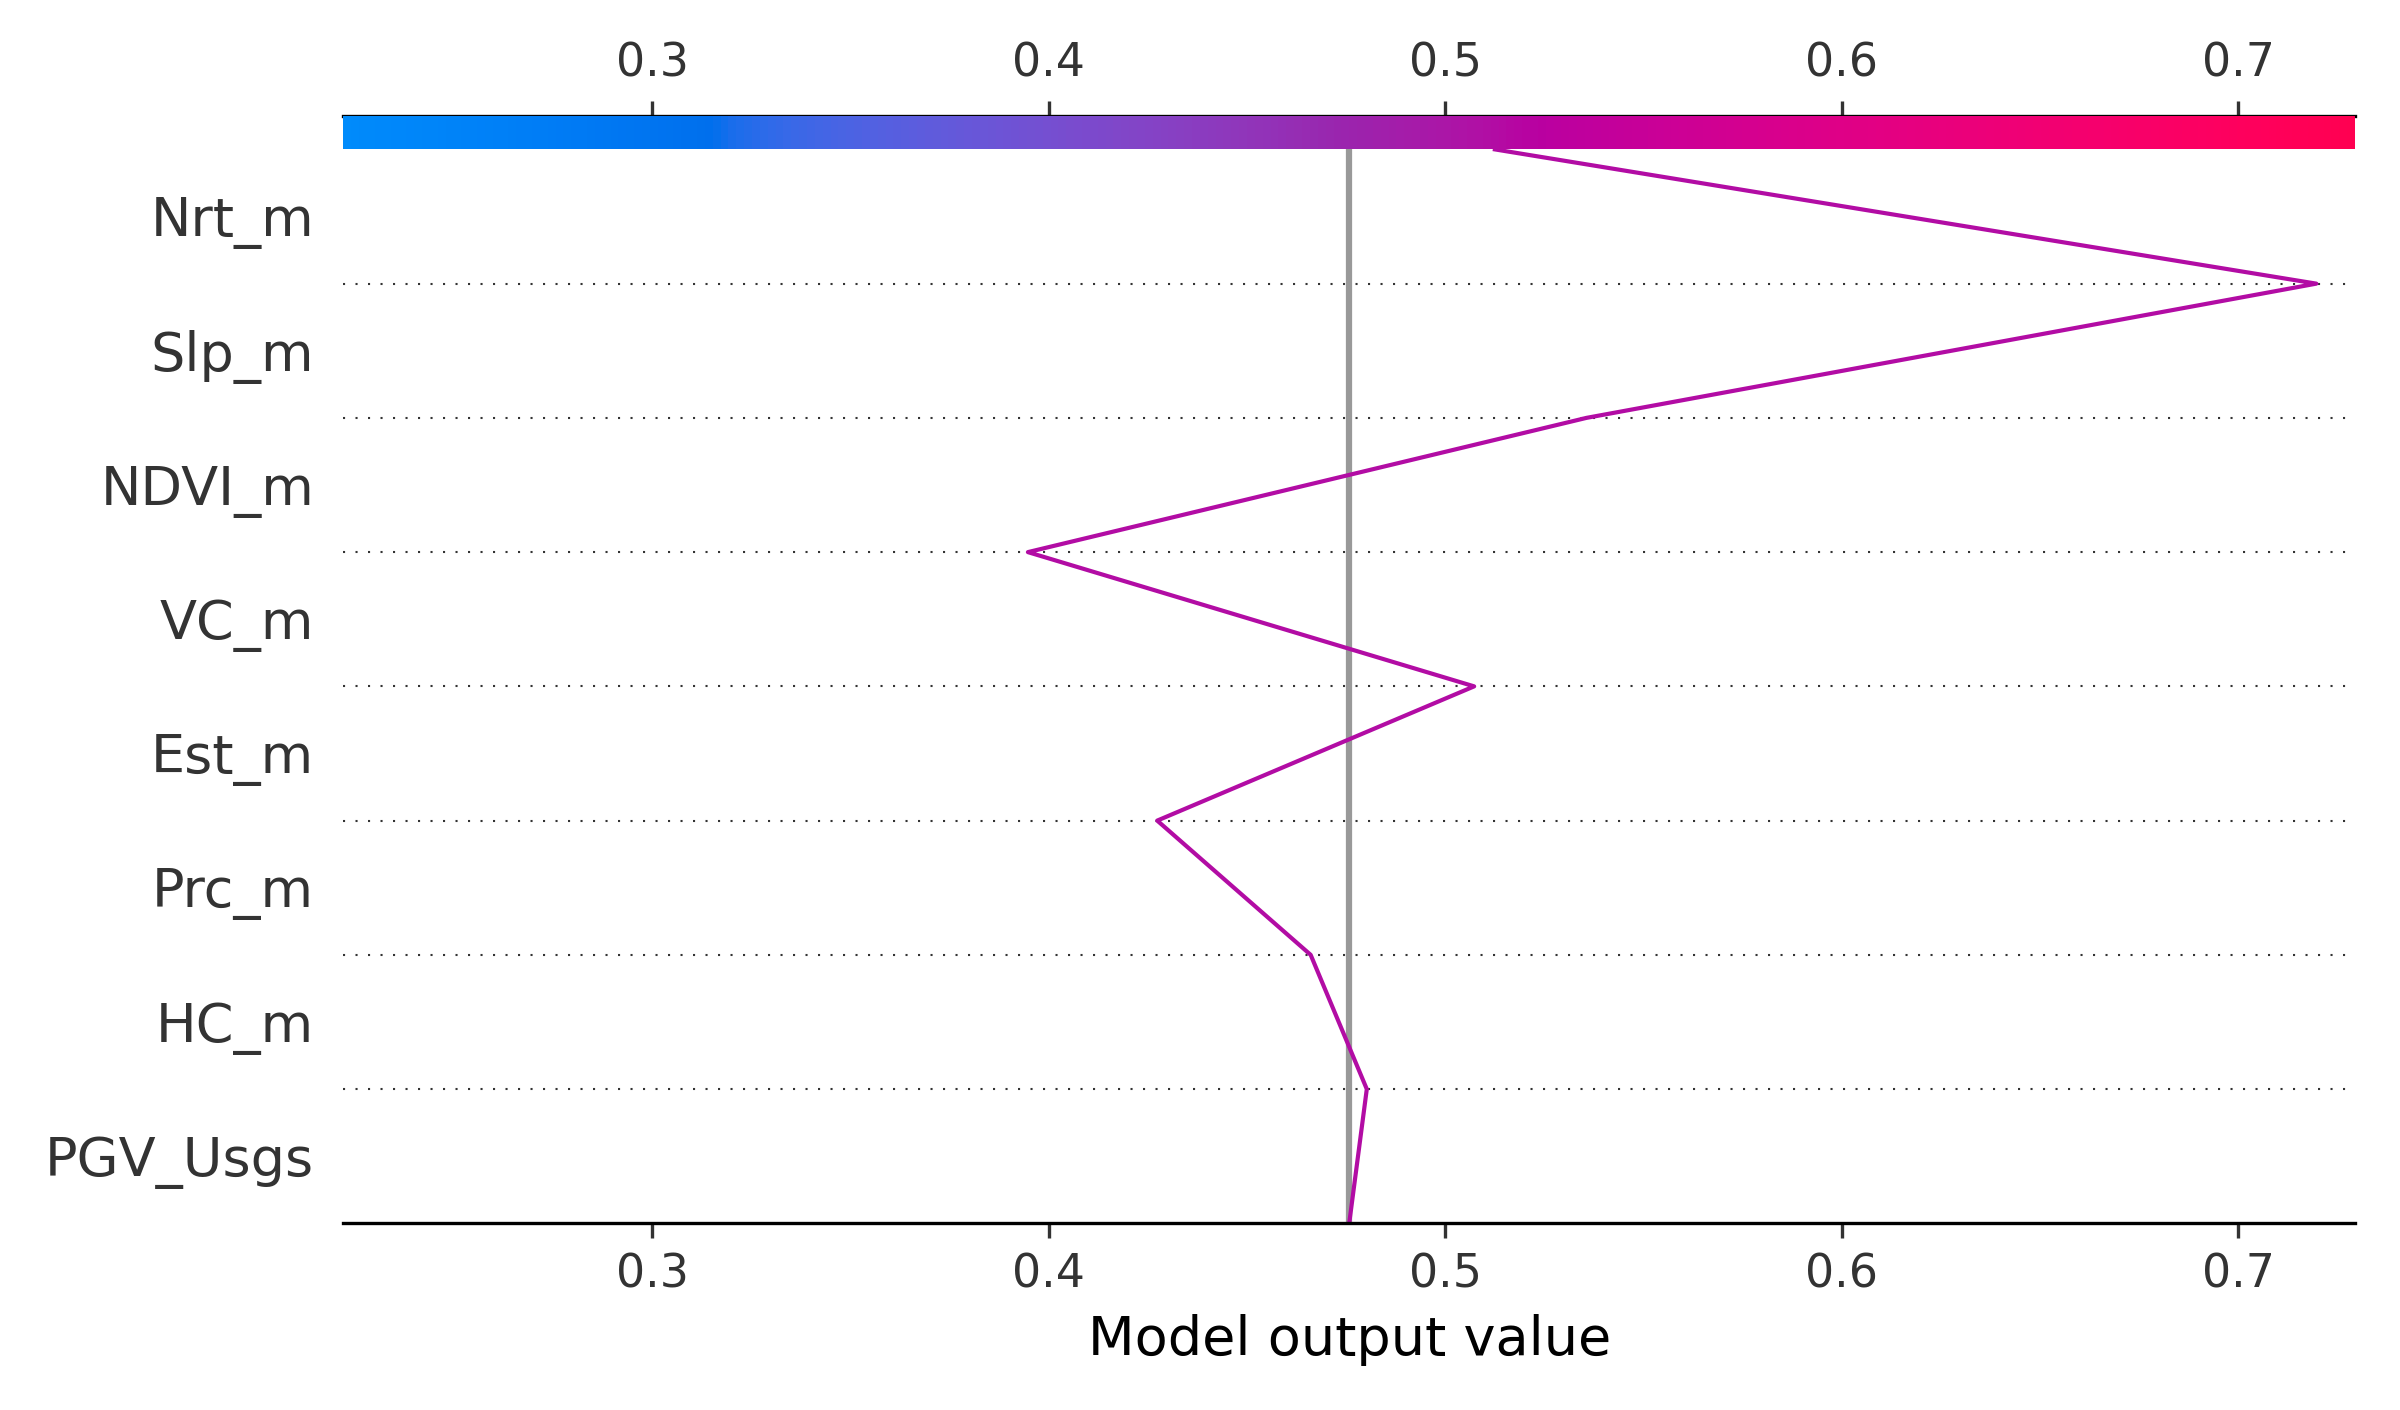 0.3 0.4 0.5 0.6 0.7
Nrt_m
Slp_m
NDVI_m
VC_m
Est_m
Prc_m
HC_m
PGV_Usgs
0.3 0.4 0.5 0.6 0.7
Model output value